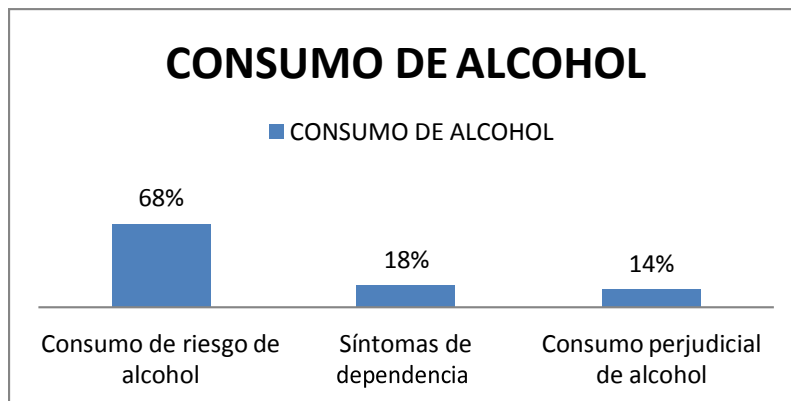 CONSUMO DE ALCOHOL
CONSUMO DE ALCOHOL
68%
18%
14%
Consumo de riesgo de
alcohol
Síntomas de
dependencia
Consumo perjudicial
de alcohol